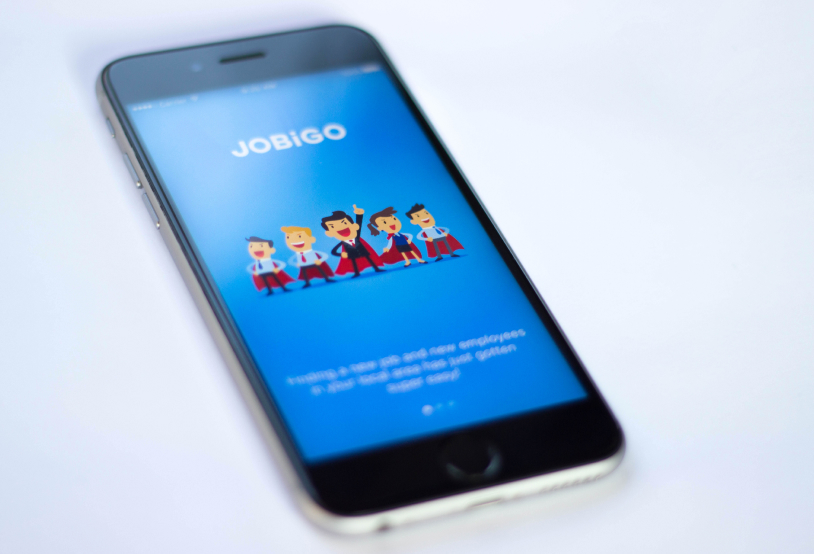 JOBiGO
Finding a new job and new employees
in your local area has just gotten
super easy!